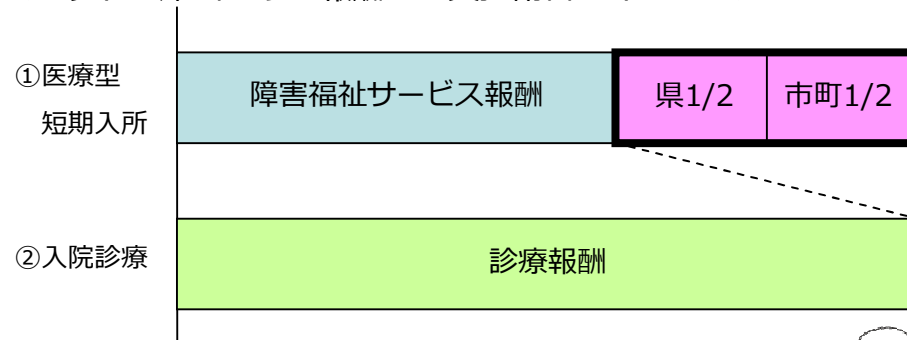 ①医療型
短期入所
障害福祉サービス報酬
県1/2
市町1/2
②入院診療
診療報酬